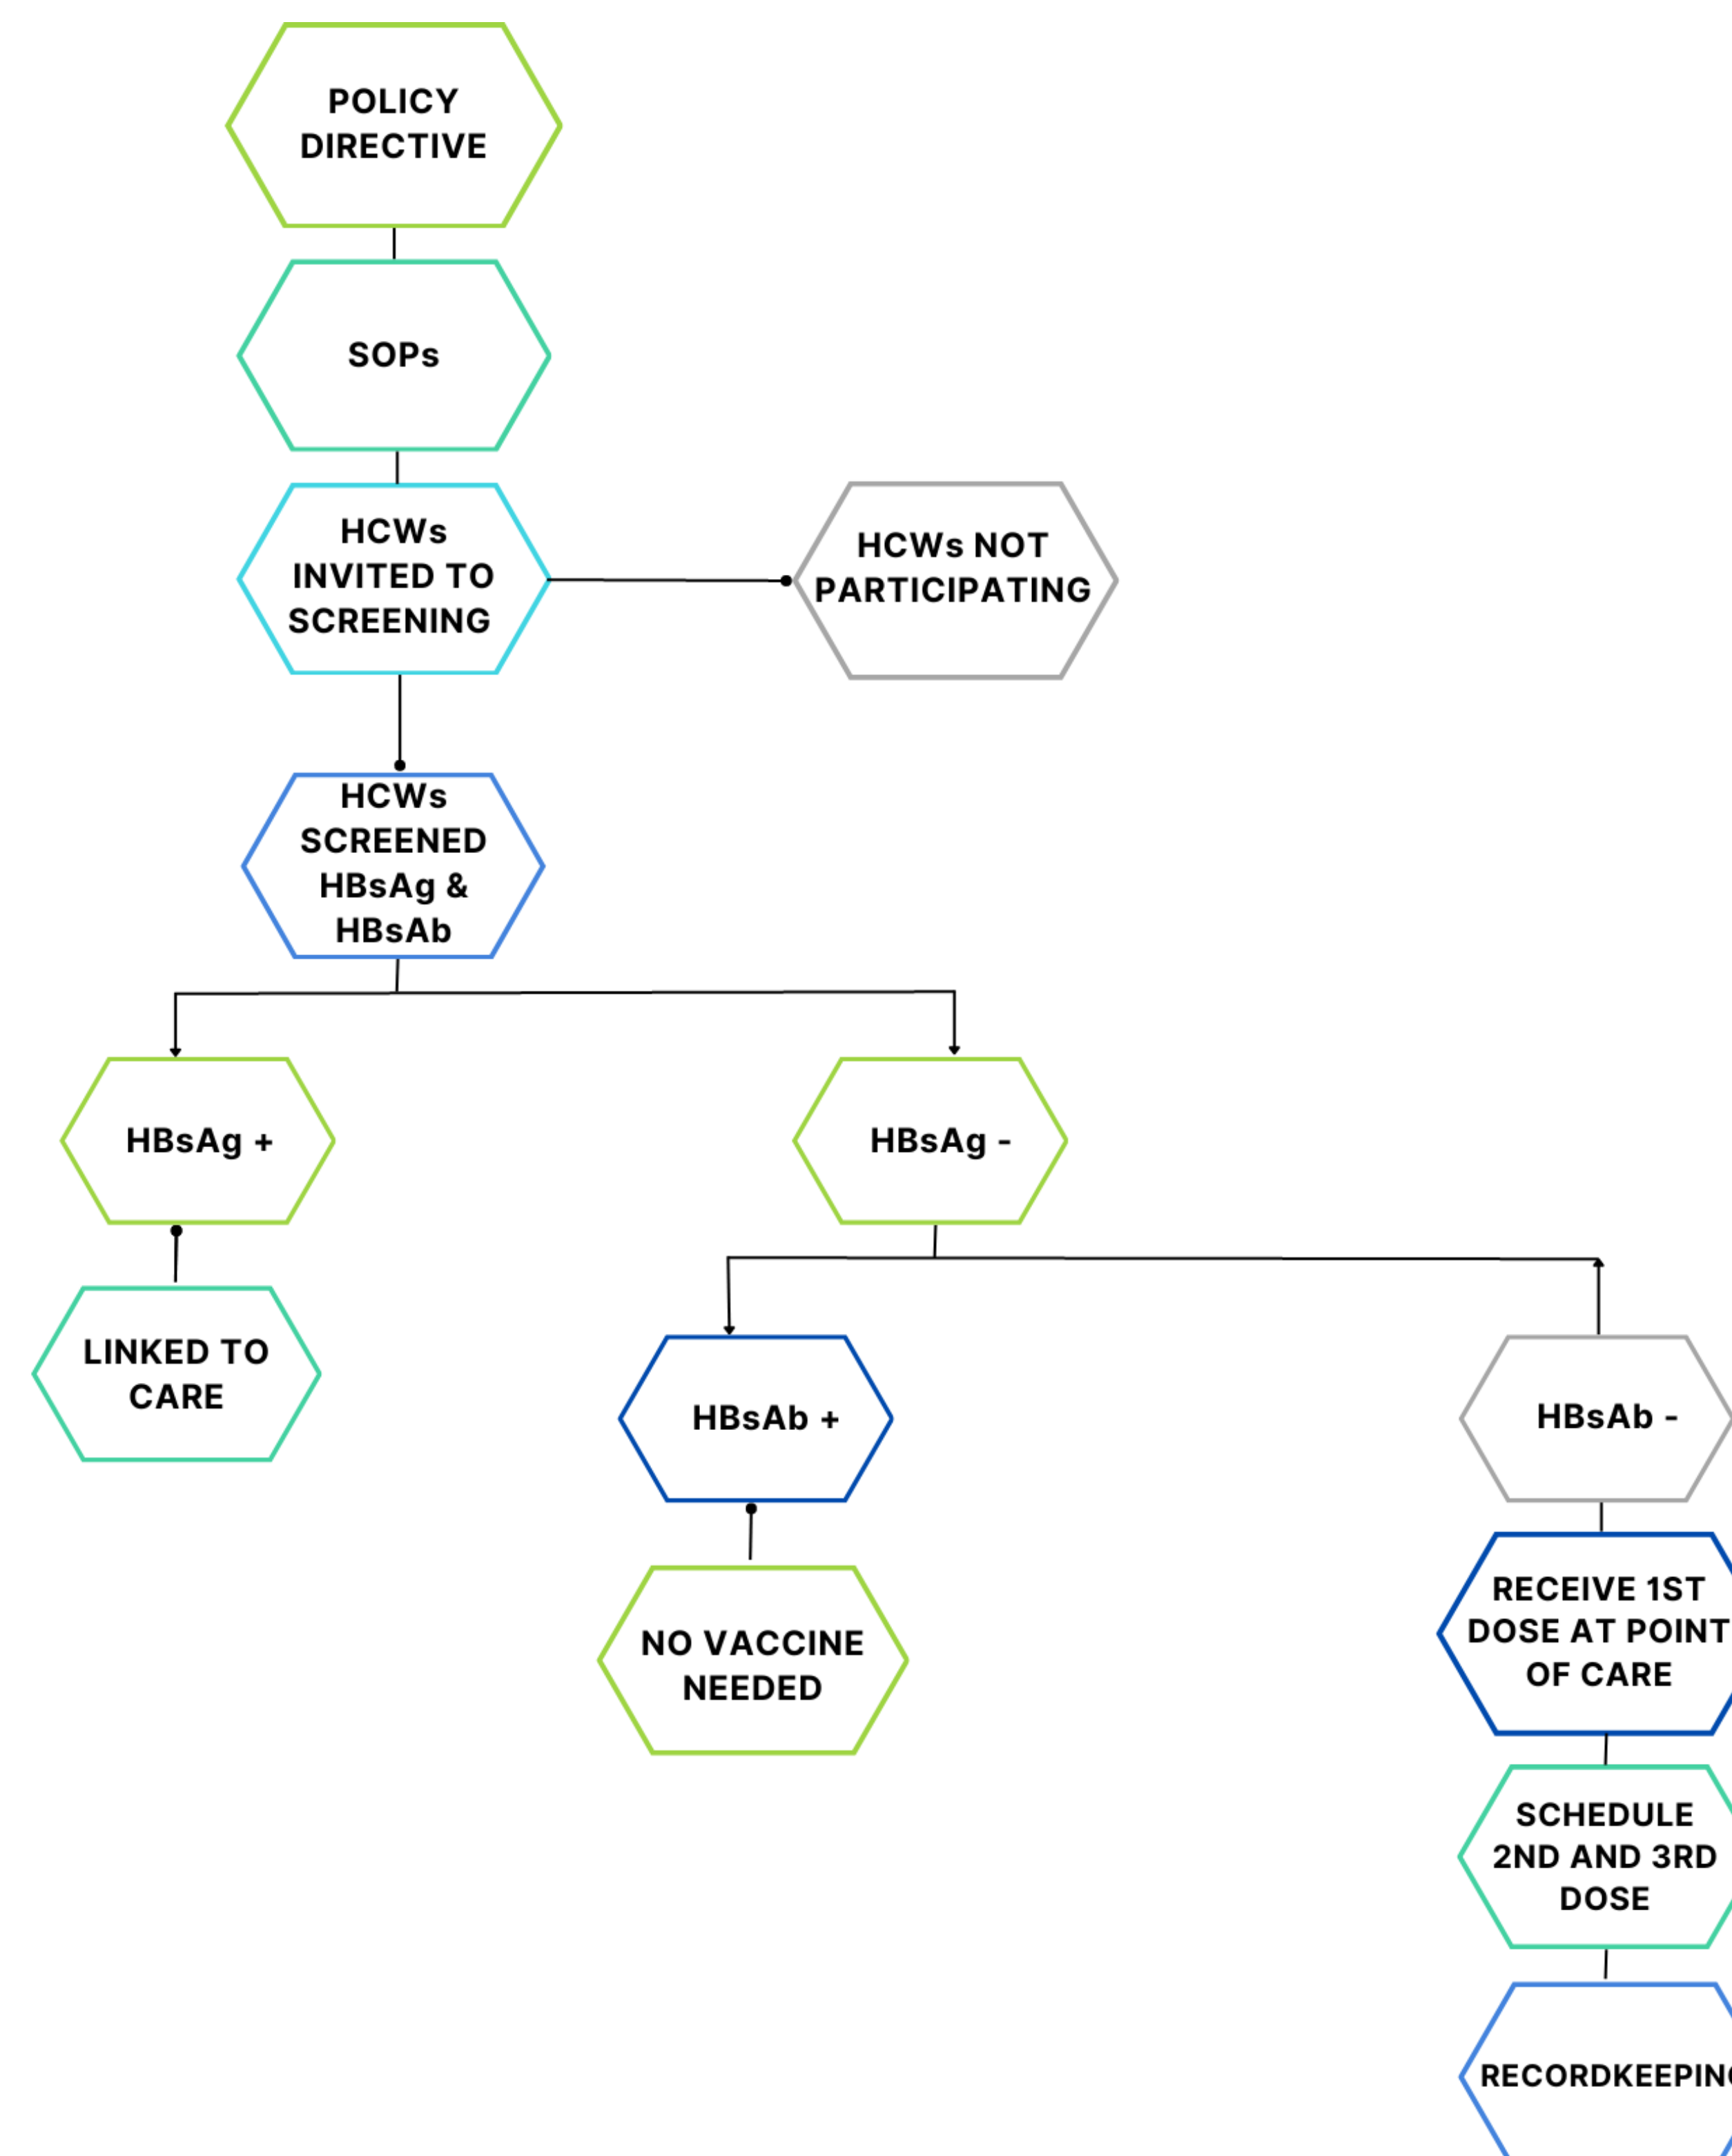 POLICY
DIRECTIVE
SOPs
HCWs
INVITED TO
SCREENING
HCWs NOT
PARTICIPATING
HCWs
SCREENED
HBsAg &
HBsAb
HBsAg +
HBsAg -
LINKED TO
CARE
HBsAb +
HBsAb -
NO VACCINE
NEEDED
RECEIVE 1ST
DOSE AT POINT
OF CARE
SCHEDULE
2ND AND 3RD
DOSE
RECORDKEEPING